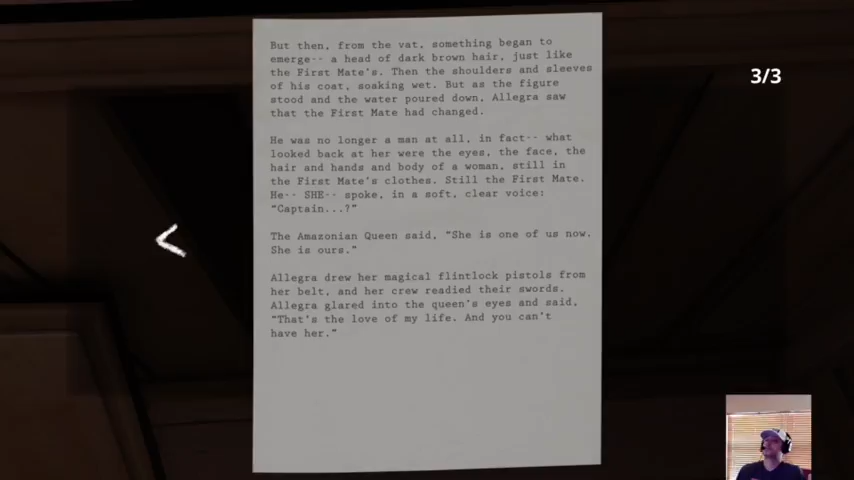 But then, from the vat, something began to
emerge-- a head of dark brown hair, just like
the First Mate's. Then the shoulders and sleeves
of his coat, soaking wet. But as the figure
stood and the water poured down, Allegra saw
that the First Mate had changed.
He was no longer a man at all, in fact-- what
looked back at her were the eyes, the face, the
hair and hands and body of a woman, still in
the First Mate's clothes. Still the First Mate.
He-- SHE-- spoke, in a soft, clear voice:
"Captain...?"
The Amazonian Queen said, "She is one of us now.
She is ours."
Allegra drew her magical flintlock pistols from
her belt, and her crew readied their swords.
Allegra glared into the queen's eyes and said,
"That's the love of my life. And you can't
have her."
3/3